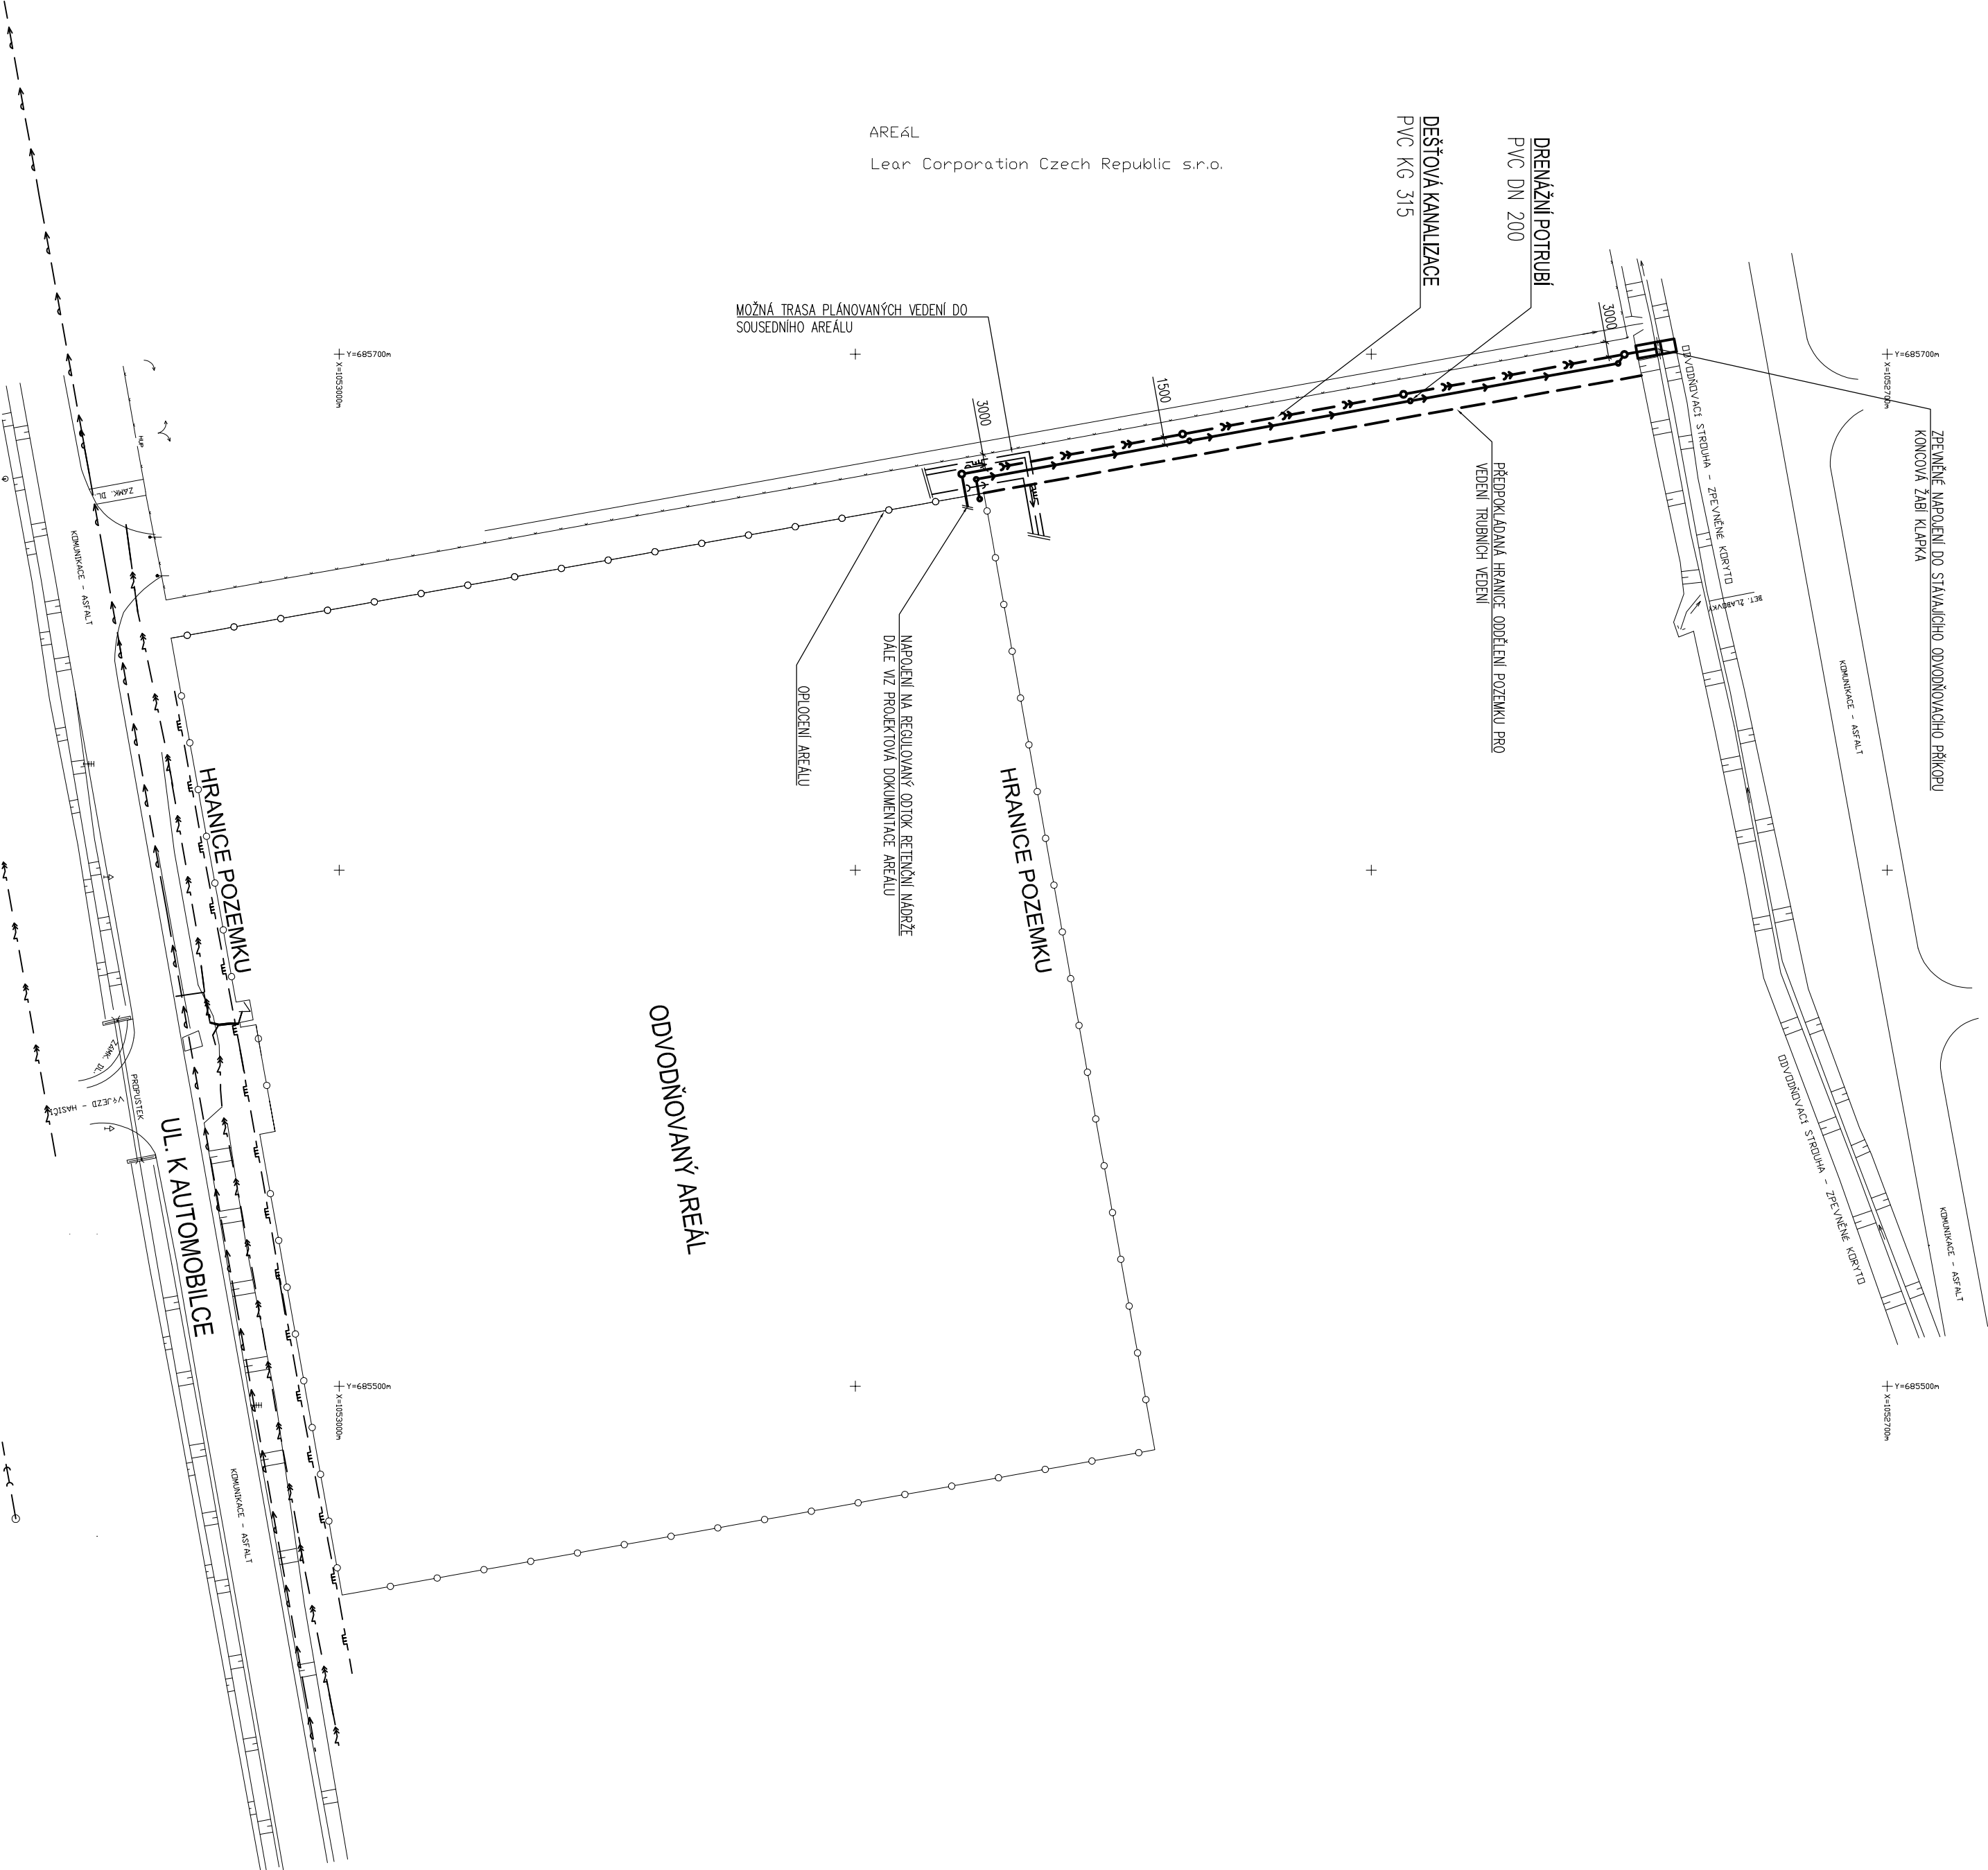 AREÁL
Lear Corporation Czech Republic s.r.o.
DEŠŤOVÁ KANALIZACE
PVC KG 315
DRENÁŽNÍ POTRUBÍ
PVC DN 200
MOŽNÁ TRASA PLÁNOVANÝCH VEDENÍ DO
SOUSEDNÍHO AREÁLU
3000
1500
3000
Y=685700m
X=1053000m
Y=685700m
X=1052700m
ZPEVNĚNÉ NAPOJENÍ DO STÁVAJÍCÍHO ODVODŇOVACÍHO PŘÍKOPU
KONCOVÁ ŽABÍ KLAPKA
ODVODŇOVACÍ STROUHA - ZPEVNĚNÉ KORYTO
PŘEDPOKLÁDANÁ HRANICE ODDĚLENÍ POZEMKU PRO
VEDENÍ TRUBNÍCH VEDENÍ
BET. ŽLABOVKY
KOMUNIKACE - ASFALT
HUP
ZÁMK. DL.
KOMUNIKACE - ASFALT
NAPOJENÍ NA REGULOVANÝ ODTOK RETENČNÍ NÁDRŽE
DÁLE VIZ PROJEKTOVÁ DOKUMENTACE AREÁLU
OPLOCENÍ AREÁLU
HRANICE POZEMKU
HRANICE POZEMKU
ODVODŇOVANÝ AREÁL
ZÁMK. DL.
PROPUSTEK
VÝJEZD - HASIČI
UL. K AUTOMOBILCE
ODVODŇOVACÍ STROUHA - ZPEVNĚNÉ KORYTO
KOMUNIKACE - ASFALT
Y=685500m
X=1053000m
Y=685500m
X=1052700m
KOMUNIKACE - ASFALT